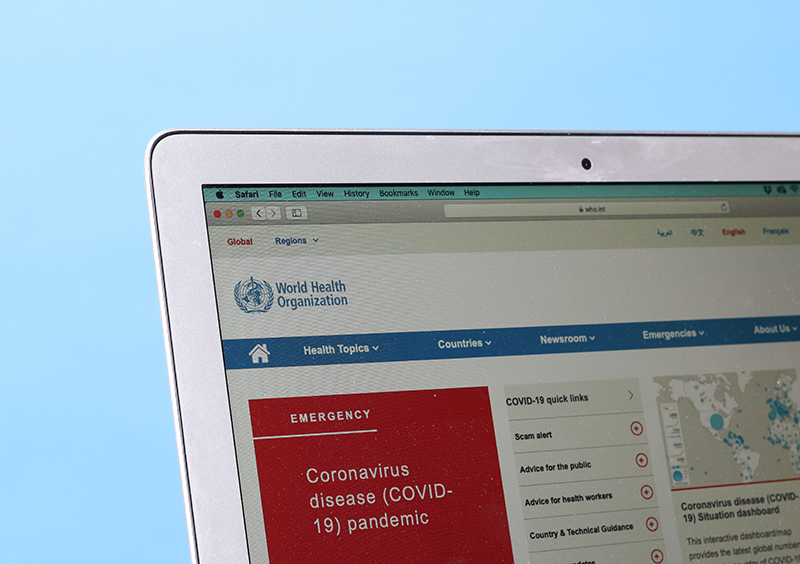 Safari File Edit View History Bookmarks Window Help
who.int
Global Regions العربية 中文 English Français
World Health
Organization
Health Topics Countries Newsroom Emergencies About Us
EMERGENCY
Coronavirus
disease (COVID-
19) pandemic
COVID-19 quick links
Scam alert
Advice for the public
Advice for health workers
Country & Technical Guidance
Coronavirus disease (COVID-
19) Situation dashboard
This interactive dashboard/map
provides the latest global number